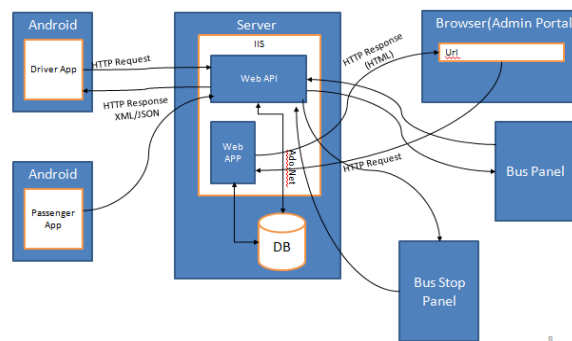 Android
Driver App
HTTP Request
HTTP Response
XML/JSON
Android
Passenger
App
Server
IIS
Web API
Web
APP
Ado.Net
DB
HTTP Response
(HTML)
HTTP Request
Browser(Admin Portal)
Url
Bus Panel
Bus Stop
Panel
8